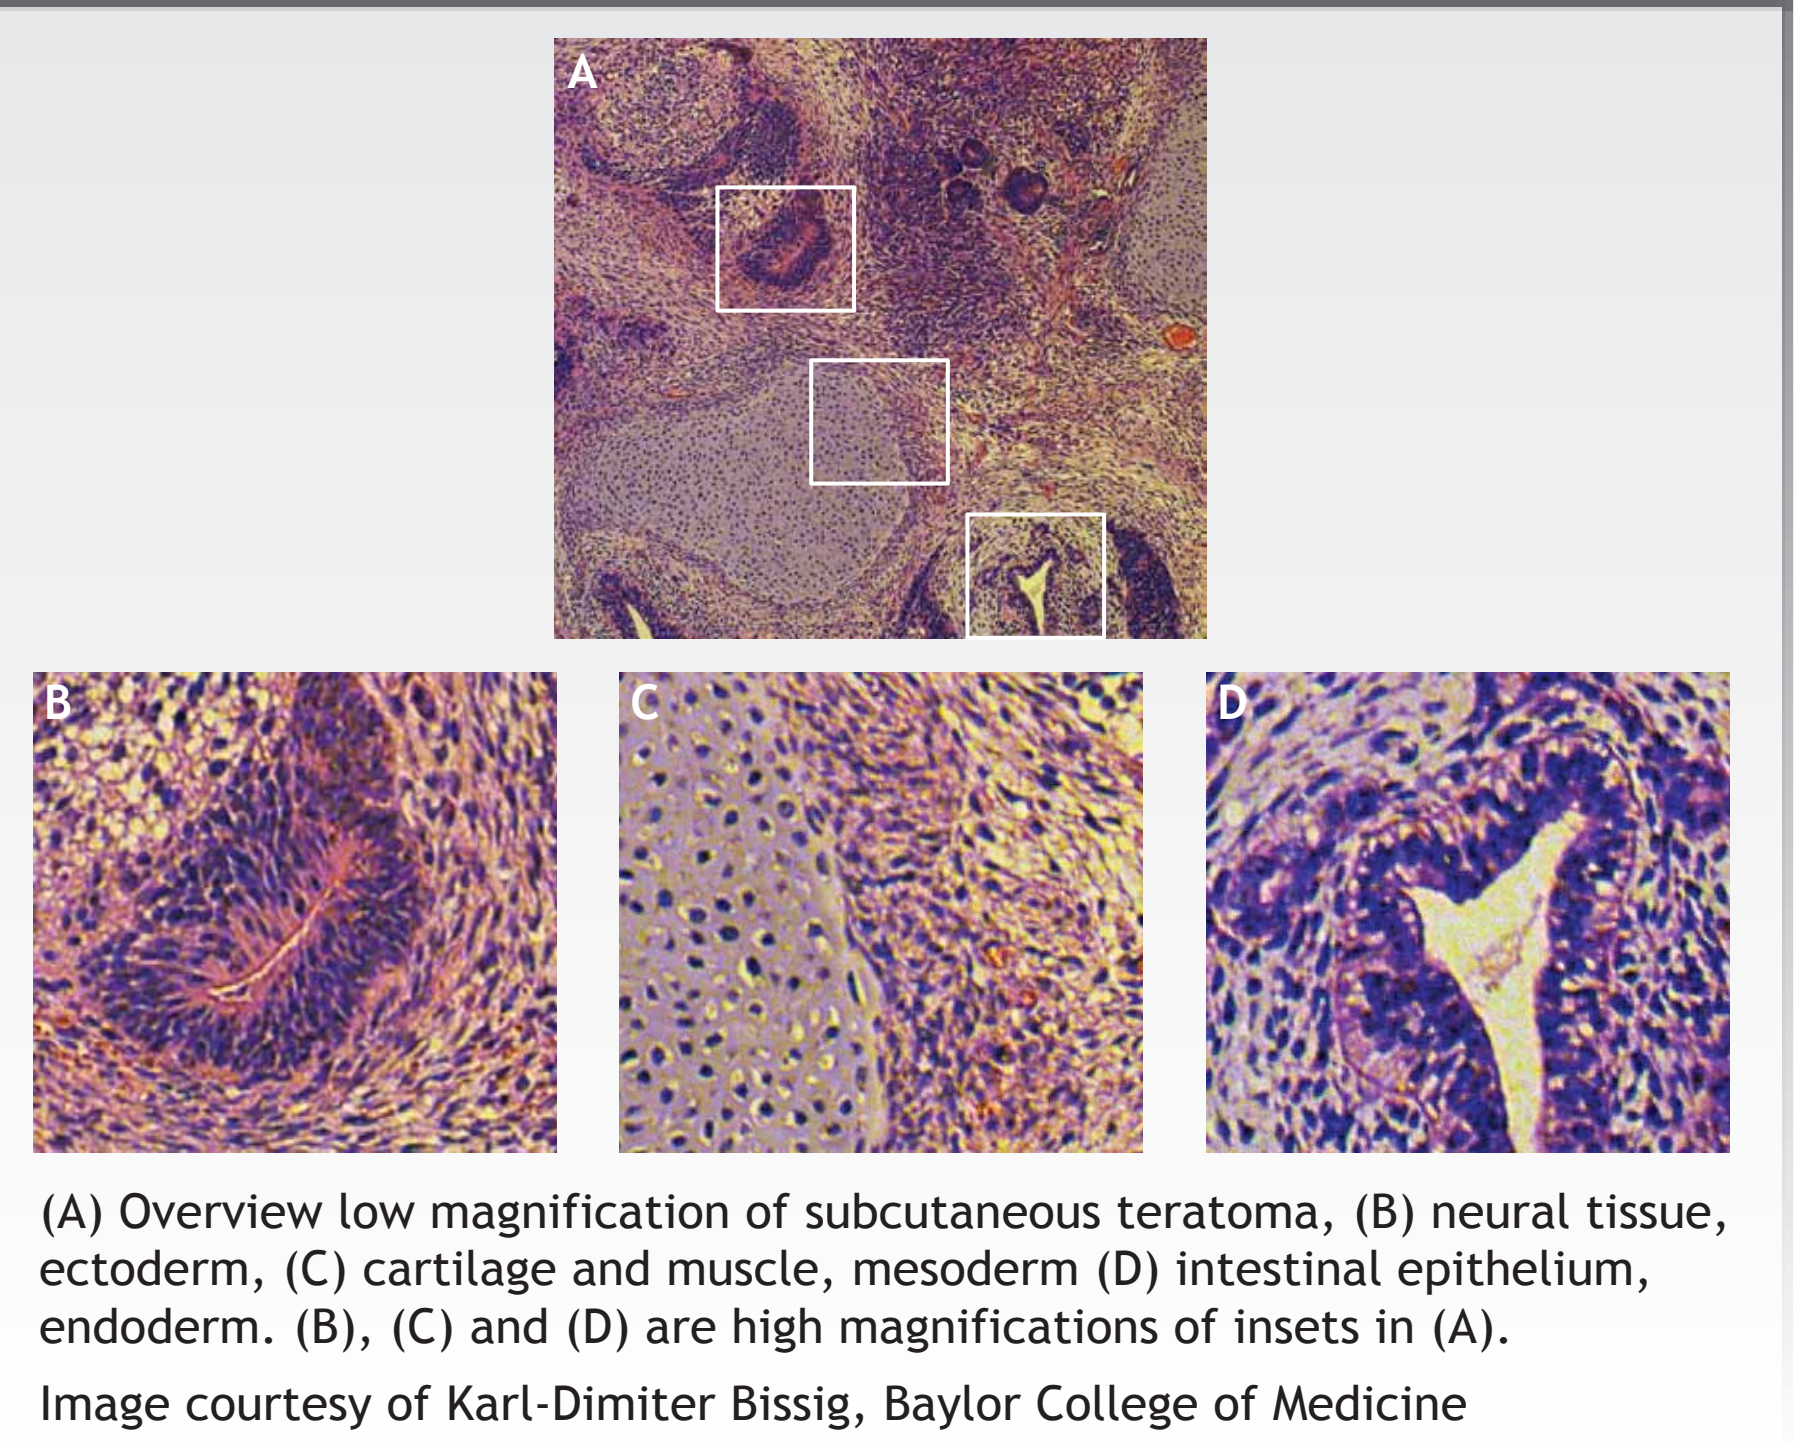 A
B
C
D
(A) Overview low magnification of subcutaneous teratoma, (B) neural tissue,
ectoderm, (C) cartilage and muscle, mesoderm (D) intestinal epithelium,
endoderm. (B), (C) and (D) are high magnifications of insets in (A).
Image courtesy of Karl-Dimiter Bissig, Baylor College of Medicine